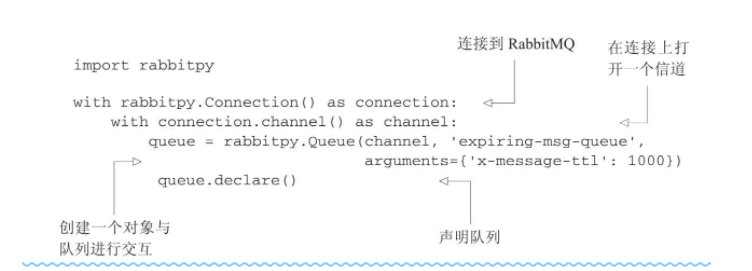 连接到 RabbitMQ
在连接上打
开一个信道
import rabbitpy
with rabbitpy.Connection() as connection:
with connection.channel() as channel:
queue = rabbitpy.Queue(channel, 'expiring-msg-queue',
arguments={'x-message-ttl': 1000})
queue.declare()
创建一个对象与
队列进行交互
声明队列